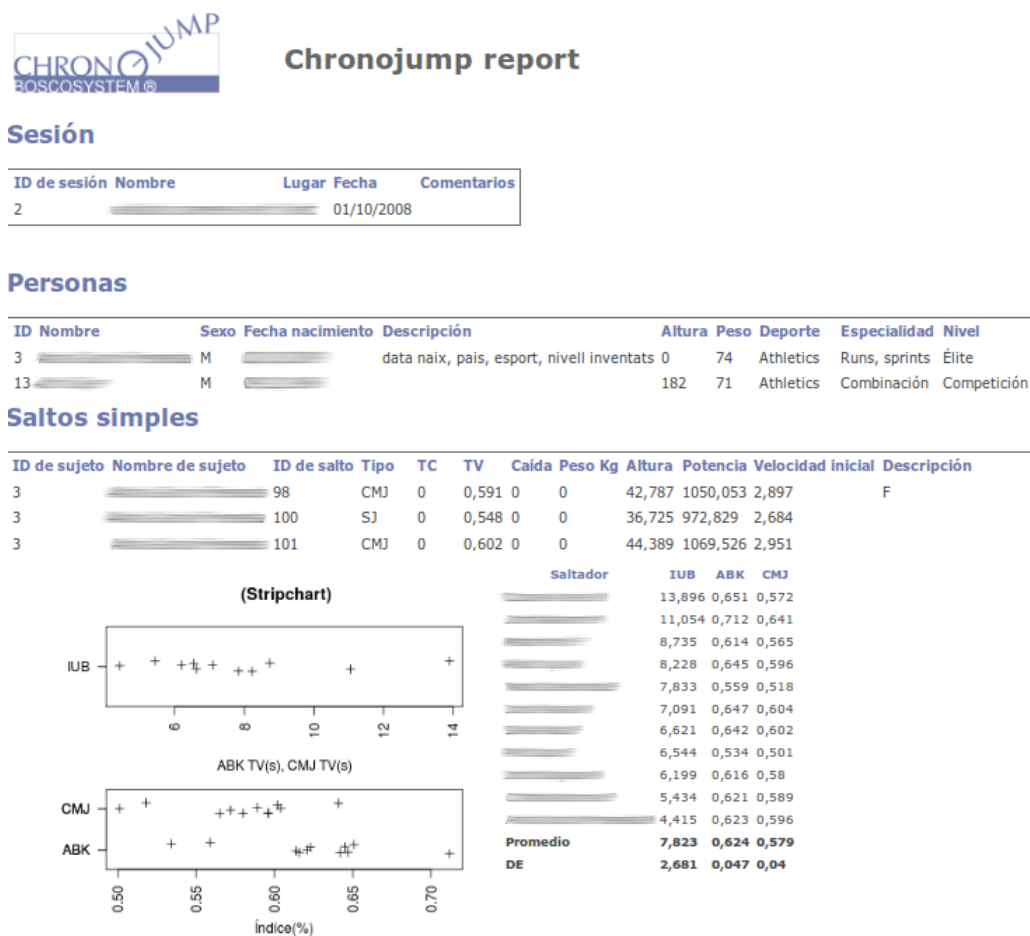 CHRONOJUMP
BOSCOSYSTEM ®
Chronojump report
Sesión
ID de sesión Nombre Lugar Fecha Comentarios
2 01/10/2008
Personas
ID Nombre Sexo Fecha nacimiento Descripción Altura Peso Deporte Especialidad Nivel
3 M data naix, pais, esport, nivell inventats 0 74 Athletics Runs, sprints Élite
13 M 182 71 Athletics Combinación Competición
Saltos simples
ID de sujeto Nombre de sujeto ID de salto Tipo TC TV Caída Peso Kg Altura Potencia Velocidad inicial Descripción
3 98 CMJ 0 0,591 0 0 42,787 1050,053 2,897 F
3 100 SJ 0 0,548 0 0 36,725 972,829 2,684
3 101 CMJ 0 0,602 0 0 44,389 1069,526 2,951
(Stripchart)
IUB
6 8 10 12 14
ABK TV(s), CMJ TV(s)
CMJ
ABK
0.50 0.55 0.60 0.65 0.70
Índice(%)
Saltador IUB ABK CMJ
13,896 0,651 0,572
11,054 0,712 0,641
8,735 0,614 0,565
8,228 0,645 0,596
7,833 0,559 0,518
7,091 0,647 0,604
6,621 0,642 0,602
6,544 0,534 0,501
6,199 0,616 0,58
5,434 0,621 0,589
4,415 0,623 0,596
Promedio 7,823 0,624 0,579
DE 2,681 0,047 0,04